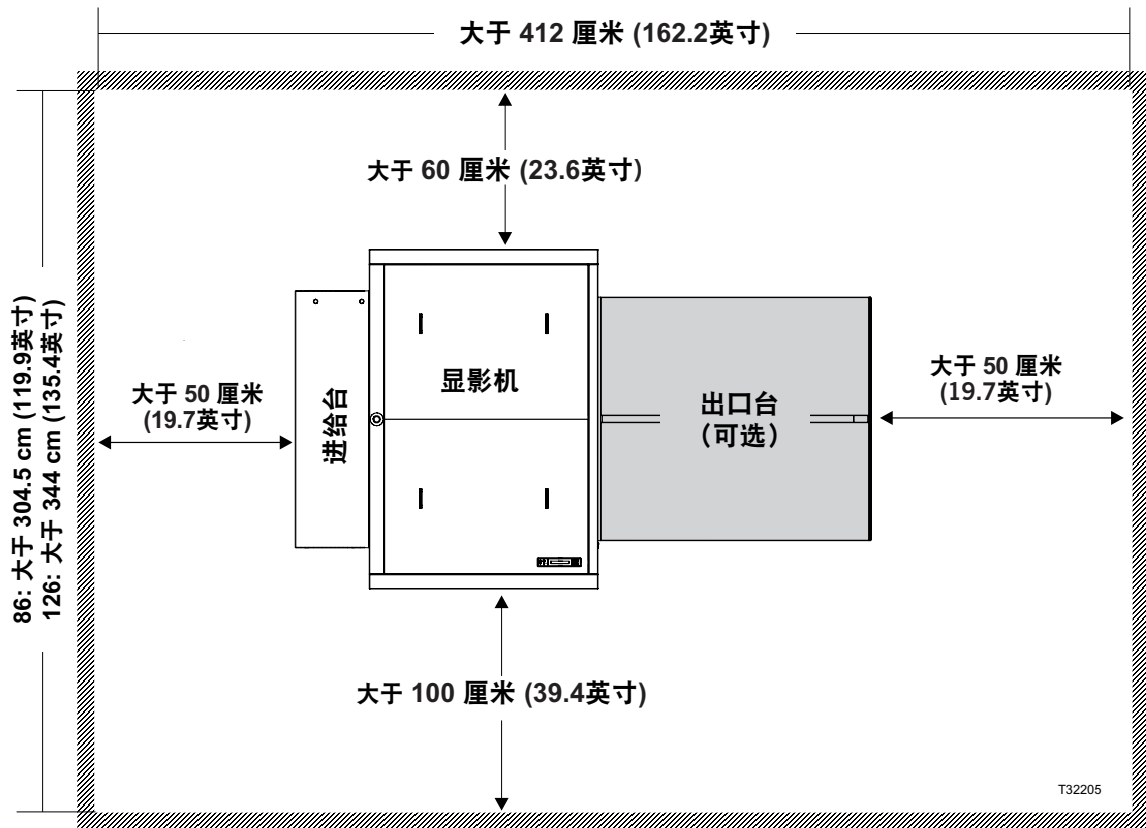 大于 412 厘米 (162.2英寸)
大于 60 厘米 (23.6英寸)
86: 大于 304.5 cm (119.9英寸)
126: 大于 344 cm (135.4英寸)
大于 50 厘米
(19.7英寸)
进给台
显影机
出口台
(可选)
大于 50 厘米
(19.7英寸)
大于 100 厘米 (39.4英寸)
T32205